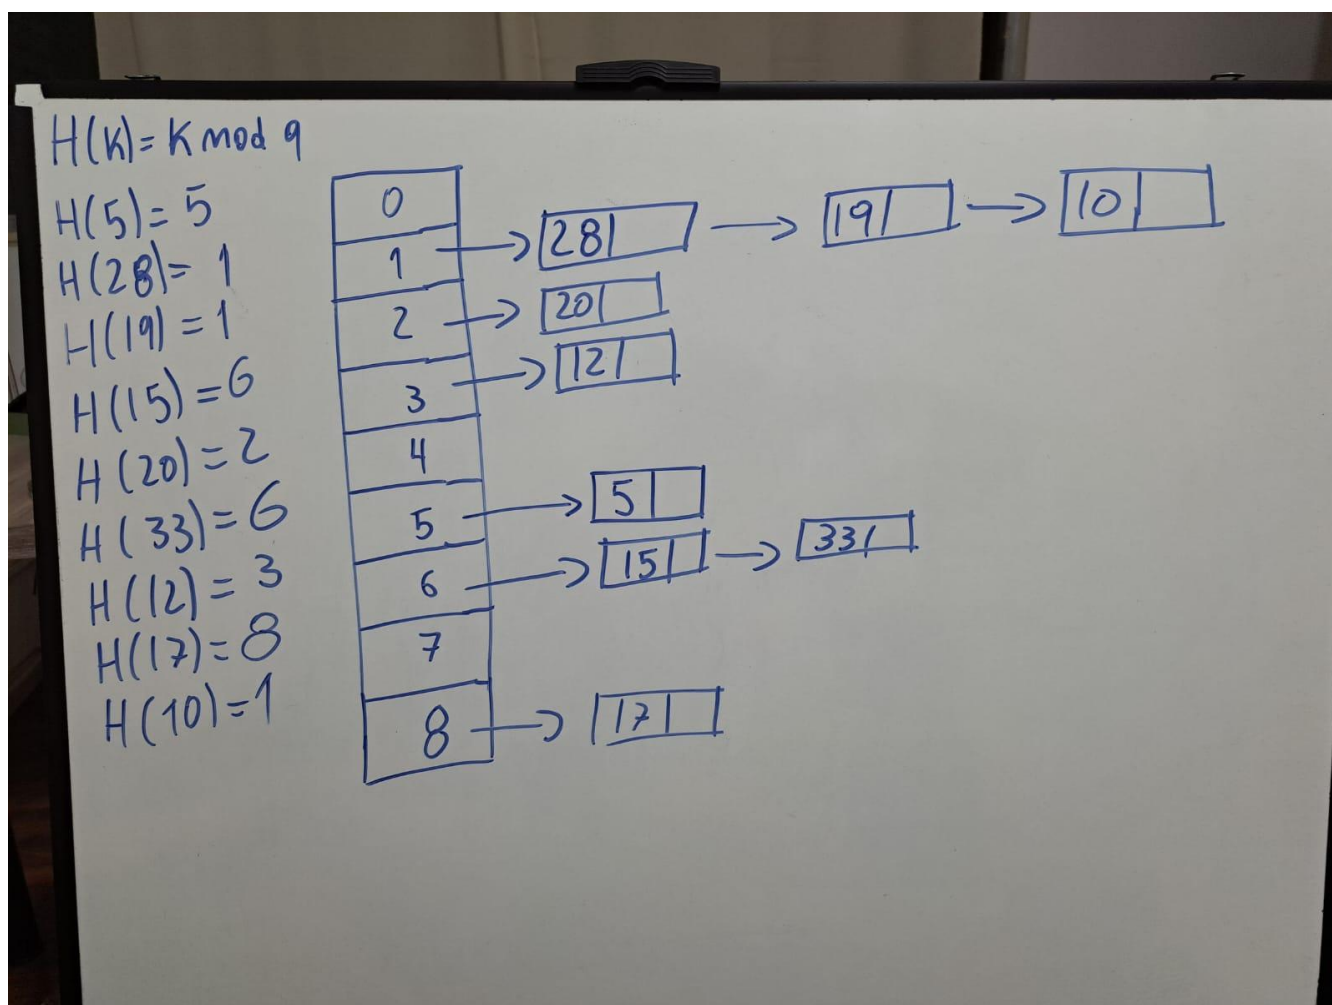 H(K)= K mod 9
H(5)= 5
H(28)= 1
H(19)= 1
H(15)=6
H(20)=2
H(33)=6
H(12)=3
H(17)=8
H(10)=1
0
1 → 28 → 19 → 10
2 → 20
3 → 12
4
5 → 5
6 → 15 → 33
7
8 → 17